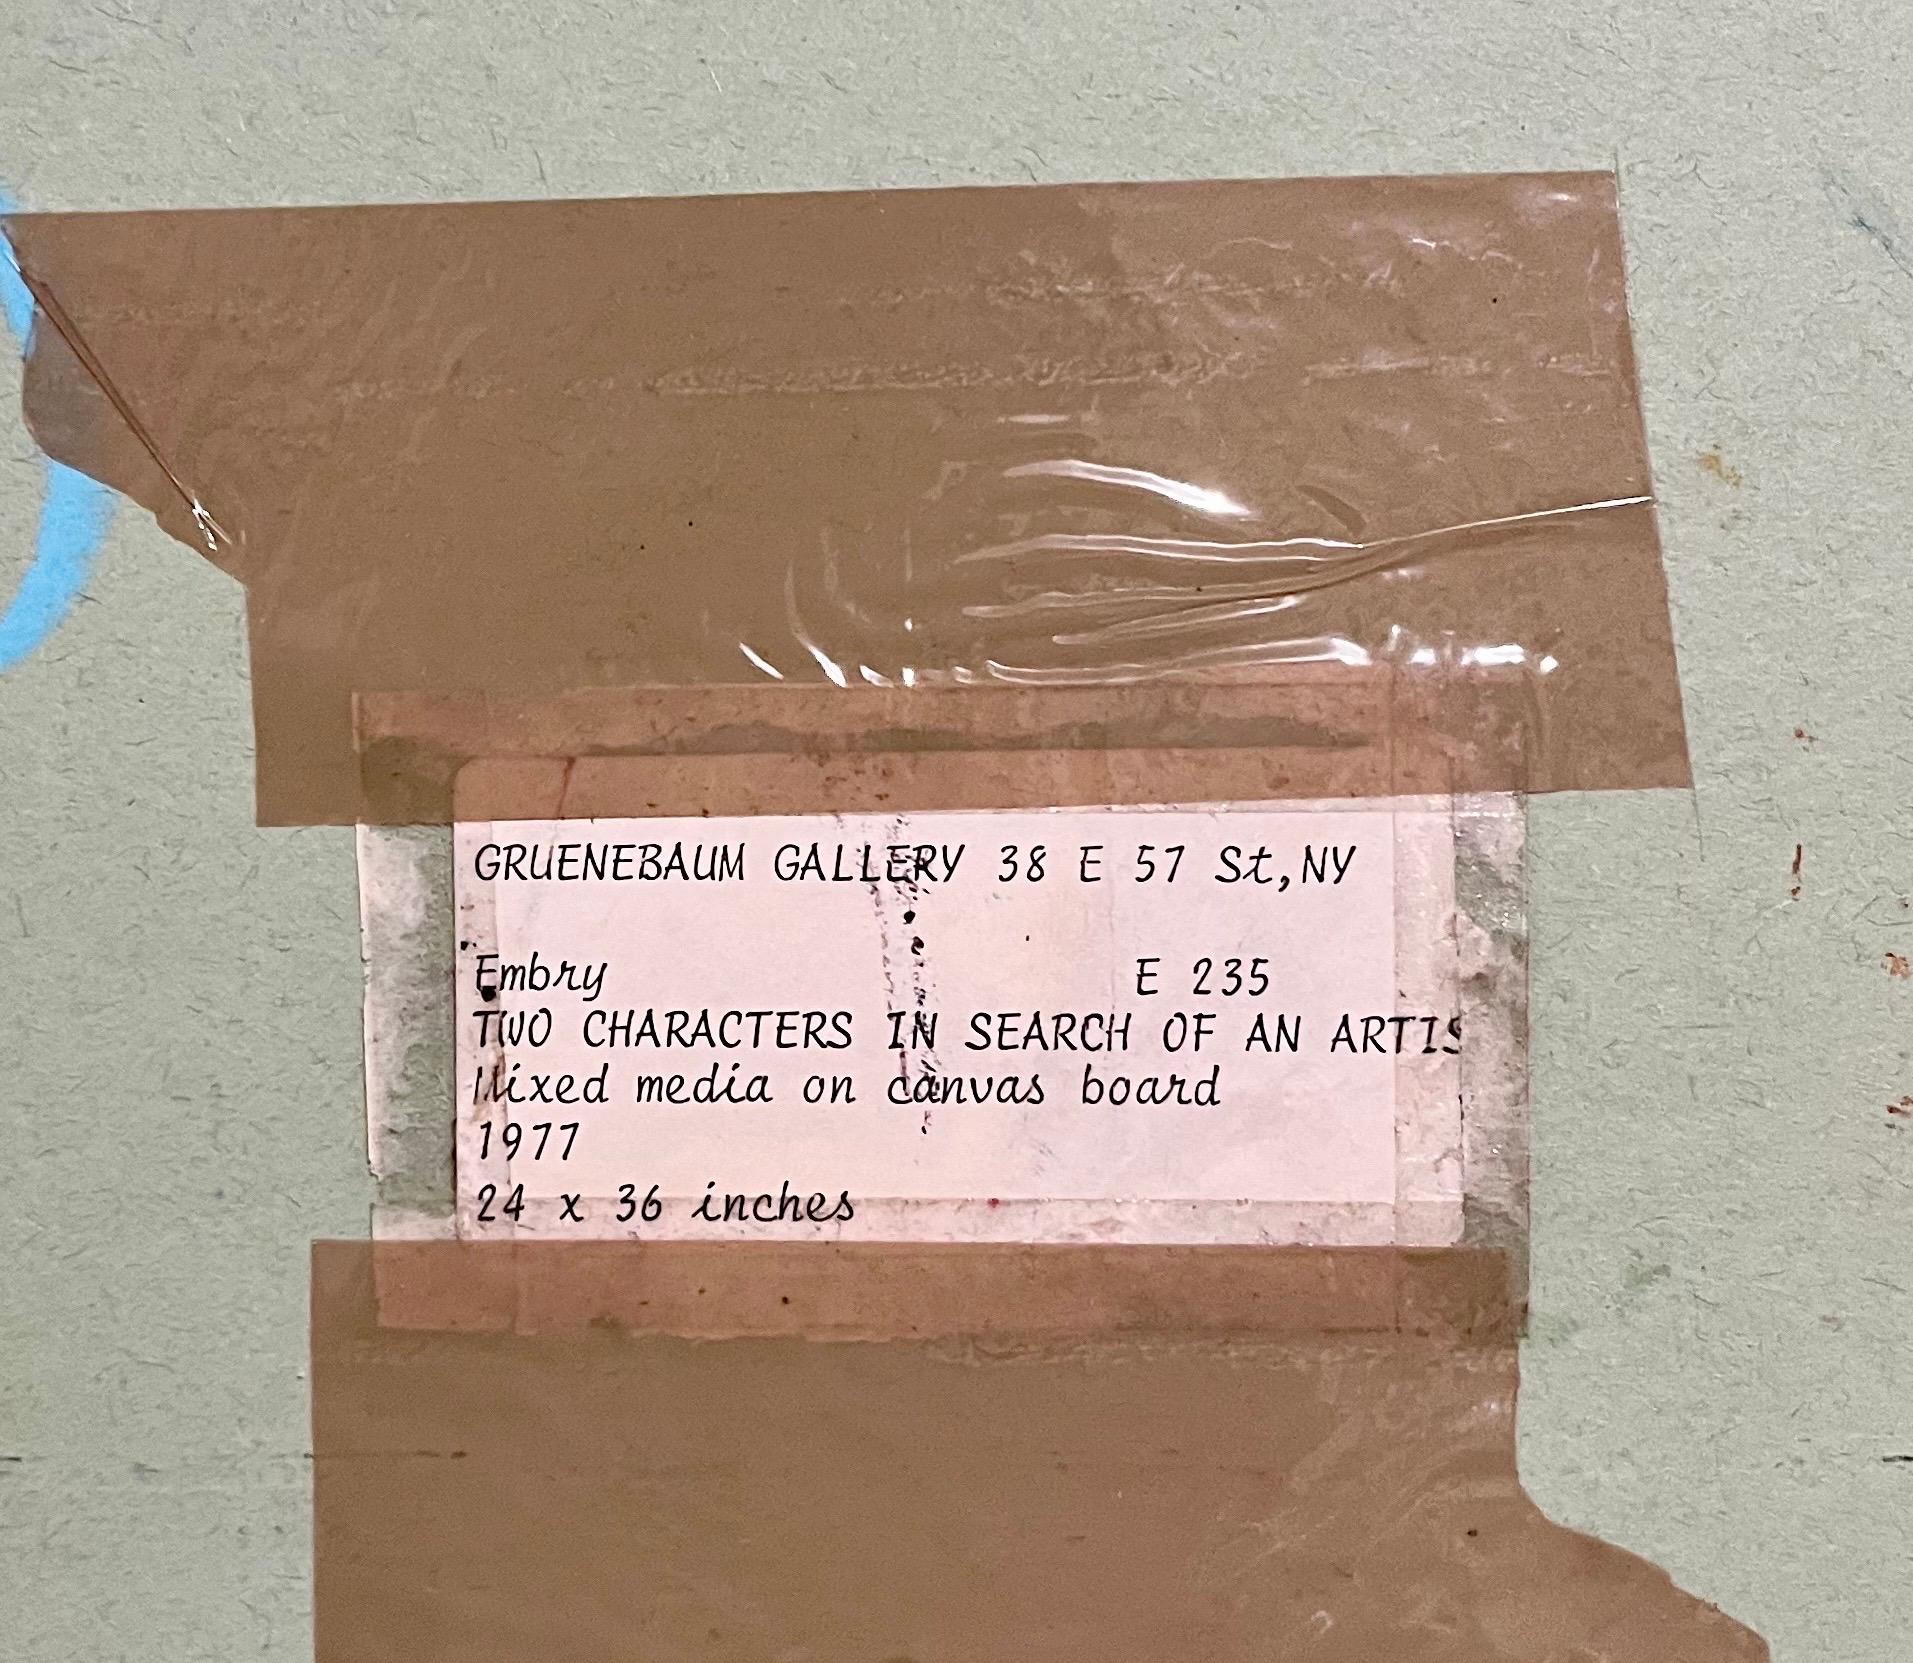 GRUENEBAUM GALLERY 38 E 57 St,NY
Embry E 235
TWO CHARACTERS IN SEARCH OF AN ARTIS
Mixed media on canvas board
1977
24 x 36 inches